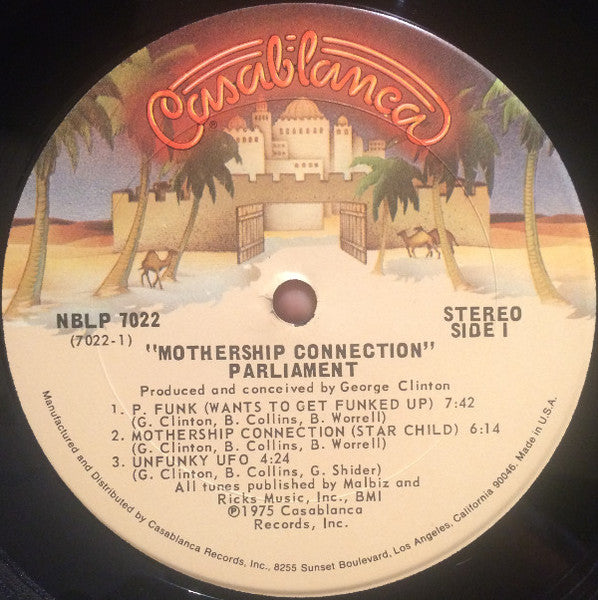 Casablanca
®
NBLP 7022
(7022-1)
STEREO
SIDE I
"MOTHERSHIP CONNECTION"
PARLIAMENT
Produced and conceived by George Clinton
1. P. FUNK (WANTS TO GET FUNKED UP) 7:42
(G. Clinton, B. Collins, B. Worrell)
2. MOTHERSHIP CONNECTION (STAR CHILD) 6:14
(G. Clinton, B. Collins, B. Worrell)
3. UNFUNKY UFO 4:24
(G. Clinton, B. Collins, G. Shider)
All tunes published by Malbiz and
Ricks Music, Inc., BMI
℗1975 Casablanca
Records, Inc.
Manufactured and Distributed by Casablanca Records, Inc., 8255 Sunset Boulevard, Los Angeles, California 90046. Made in U.S.A.